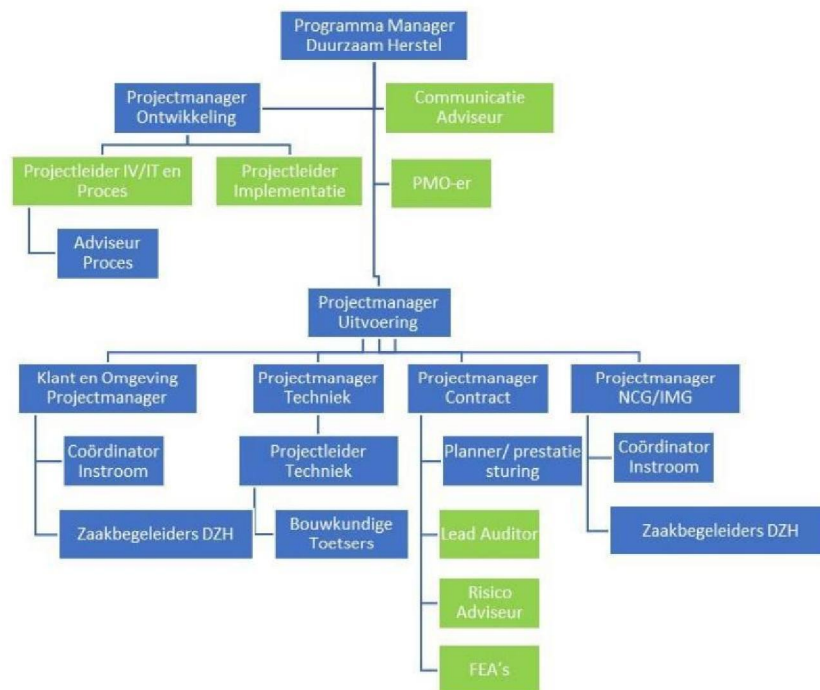 Programma Manager
Duurzaam Herstel
Projectmanager
Ontwikkeling
Communicatie
Adviseur
Projectleider IV/IT en
Proces
Projectleider
Implementatie
PMO-er
Adviseur
Proces
Projectmanager
Uitvoering
Klant en Omgeving
Projectmanager
Projectmanager
Techniek
Projectmanager
Contract
Projectmanager
NCG/IMG
Coördinator
Instroom
Projectleider
Techniek
Planner/ prestatie
sturing
Coördinator
Instroom
Zaakbegeleiders DZH
Bouwkundige
Toetsers
Lead Auditor
Zaakbegeleiders DZH
Risico
Adviseur
FEA's